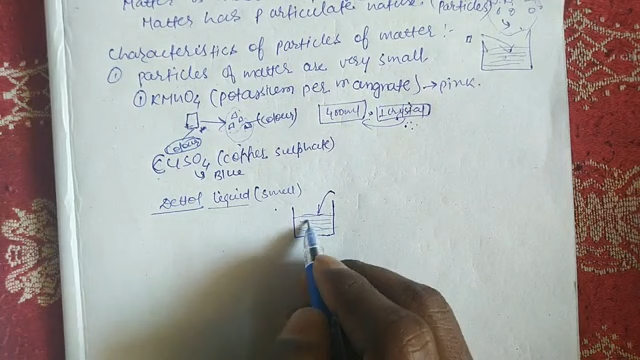 Matter has particulate nature. (particles)
Characteristics of particles of matter :-
① particles of matter are very small.
① KMnO4 (potassium per mangnate) → pink.
(colour) 400ml 1 crystal
colour
CuSO4 (copper sulphate)
↳ Blue
Dettol liquid (smell)